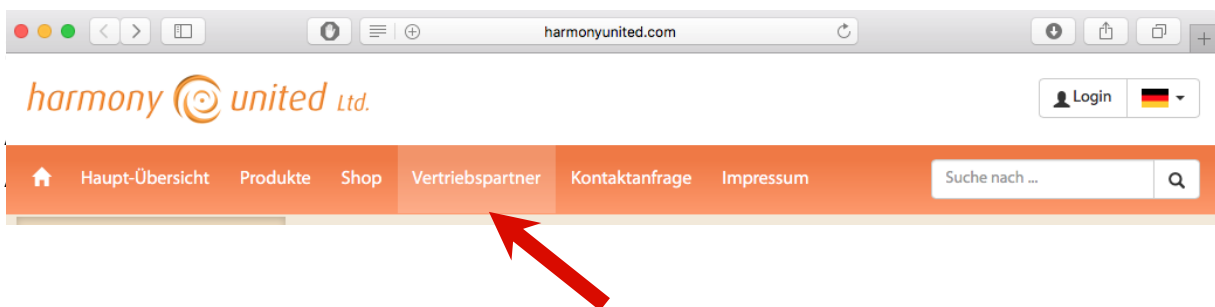 harmonyunited.com
harmony united Ltd.
Login
Haupt-Übersicht Produkte Shop Vertriebspartner Kontaktanfrage Impressum Suche nach ...